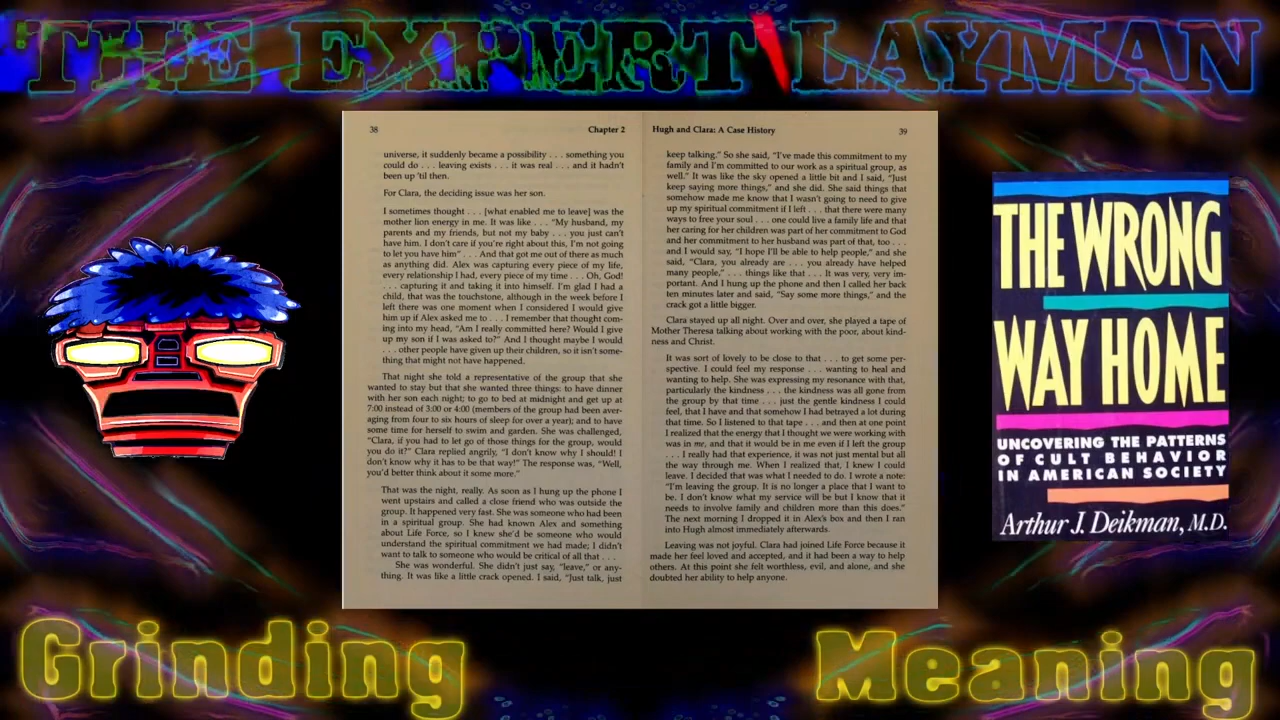 THE EXPERT LAYMAN
38
Chapter 2
universe, it suddenly became a possibility . . . something you
could do . . . leaving exists . . . it was real . . . and it hadn't
been up 'til then.
For Clara, the deciding issue was her son.
I sometimes thought . . . [what enabled me to leave] was the
mother lion energy in me. It was like . . . "My husband, my
parents and my friends, but not my baby . . . you just can't
have him. I don't care if you're right about this, I'm not going
to let you have him" . . . And that got me out of there as much
as anything did. Alex was capturing every piece of my life,
every relationship I had, every piece of my time . . . Oh, God!
. . . capturing it and taking it into himself. I'm glad I had a
child, that was the touchstone, although in the week before I
left there was one moment when I considered I would give
him up if Alex asked me to . . . I remember that thought com-
ing into my head, "Am I really committed here? Would I give
up my son if I was asked to?" And I thought maybe I would
. . . other people have given up their children, so it isn't some-
thing that might not have happened.
That night she told a representative of the group that she
wanted to stay but that she wanted three things: to have dinner
with her son each night; to go to bed at midnight and get up at
7:00 instead of 3:00 or 4:00 (members of the group had been aver-
aging from four to six hours of sleep for over a year); and to have
some time for herself to swim and garden. She was challenged,
"Clara, if you had to let go of those things for the group, would
you do it?" Clara replied angrily, "I don't know why I should! I
don't know why it has to be that way!" The response was, "Well,
you'd better think about it some more."
That was the night, really. As soon as I hung up the phone I
went upstairs and called a close friend who was outside the
group. It happened very fast. She was someone who had been
in a spiritual group. She had known Alex and something
about Life Force, so I knew she'd be someone who would
understand the spiritual commitment we had made; I didn't
want to talk to someone who would be critical of all that . . .
She was wonderful. She didn't just say, "leave," or any-
thing. It was like a little crack opened. I said, "Just talk, just
Hugh and Clara: A Case History
39
keep talking." So she said, "I've made this commitment to my
family and I'm committed to our work as a spiritual group, as
well." It was like the sky opened a little bit and I said, "Just
keep saying more things," and she did. She said things that
somehow made me know that I wasn't going to need to give
up my spiritual commitment if I left . . . that there were many
ways to free your soul . . . one could live a family life and that
her caring for her children was part of her commitment to God
and her commitment to her husband was part of that, too . . .
and I would say, "I hope I'll be able to help people," and she
said, "Clara, you already are . . . you already have helped
many people," . . . things like that . . . It was very, very im-
portant. And I hung up the phone and then I called her back
ten minutes later and said, "Say some more things," and the
crack got a little bigger.
Clara stayed up all night. Over and over, she played a tape of
Mother Theresa talking about working with the poor, about kind-
ness and Christ.
It was sort of lovely to be close to that . . . to get some per-
spective. I could feel my response . . . wanting to heal and
wanting to help. She was expressing my resonance with that,
particularly the kindness . . . the kindness was all gone from
the group by that time . . . just the gentle kindness I could
feel, that I have and that somehow I had betrayed a lot during
that time. So I listened to that tape . . . and then at one point
I realized that the energy that I thought we were working with
was in me, and that it would be in me even if I left the group
. . . I really had that experience, it was not just mental but all
the way through me. When I realized that, I knew I could
leave. I decided that was what I needed to do. I wrote a note:
"I'm leaving the group. It is no longer a place that I want to
be. I don't know what my service will be but I know that it
needs to involve family and children more than this does."
The next morning I dropped it in Alex's box and then I ran
into Hugh almost immediately afterwards.
Leaving was not joyful. Clara had joined Life Force because it
made her feel loved and accepted, and it had been a way to help
others. At this point she felt worthless, evil, and alone, and she
doubted her ability to help anyone.
THE WRONG
WAY HOME
UNCOVERING THE PATTERNS
OF CULT BEHAVIOR
IN AMERICAN SOCIETY
Arthur J. Deikman, M.D.
Grinding
Meaning